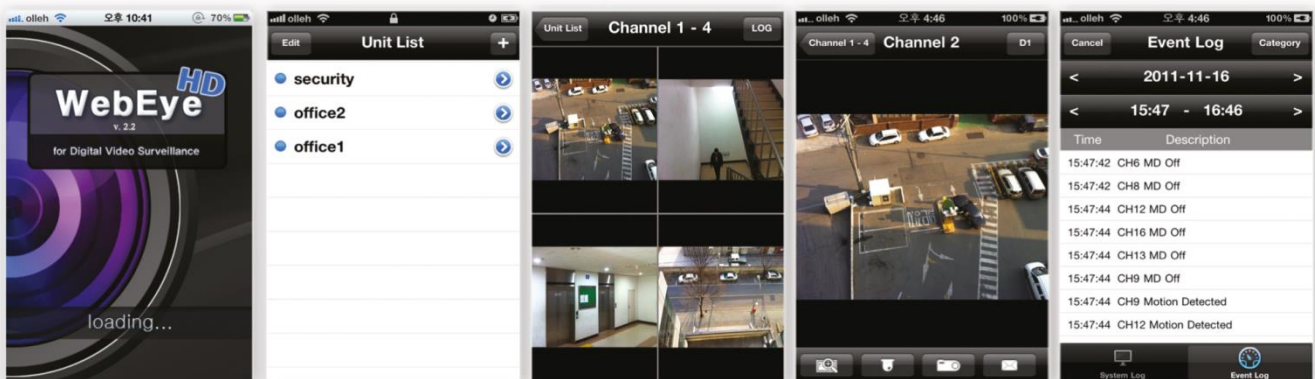 olleh 오후 10:41 70%
WebEye HD
v. 2.2
for Digital Video Surveillance
loading...
olleh
Edit Unit List +
security
office2
office1
Unit List Channel 1 - 4 LOG
olleh 오후 4:46 100%
Channel 1 - 4 Channel 2 D1
olleh 오후 4:46 100%
Cancel Event Log Category
< 2011-11-16 >
< 15:47 - 16:46 >
Time Description
15:47:42 CH6 MD Off
15:47:42 CH8 MD Off
15:47:44 CH12 MD Off
15:47:44 CH16 MD Off
15:47:44 CH13 MD Off
15:47:44 CH9 MD Off
15:47:44 CH9 Motion Detected
15:47:44 CH12 Motion Detected
System Log Event Log